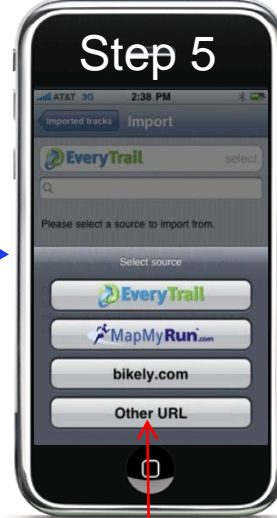 Step 5
AT&T 3G 2:38 PM
Imported tracks Import
EveryTrail select
Please select a source to import from.
Select source
EveryTrail
MapMyRun.com
bikely.com
Other URL